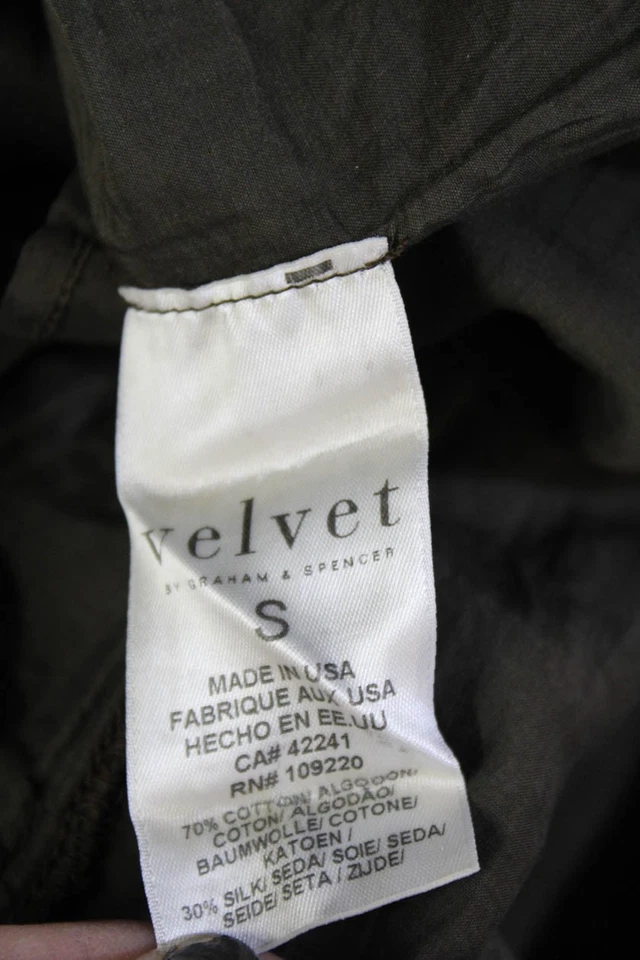 velvet
BY GRAHAM & SPENCER
S
MADE IN USA
FABRIQUE AUX USA
HECHO EN EE.UU
CA# 42241
RN# 109220
70% COTTON/ ALGODON/
COTON/ ALGODÃO/
BAUMWOLLE/ COTONE/
KATOEN /
30% SILK/ SEDA/ SOIE/ SEDA/
SEIDE/ SETA / ZIJDE/